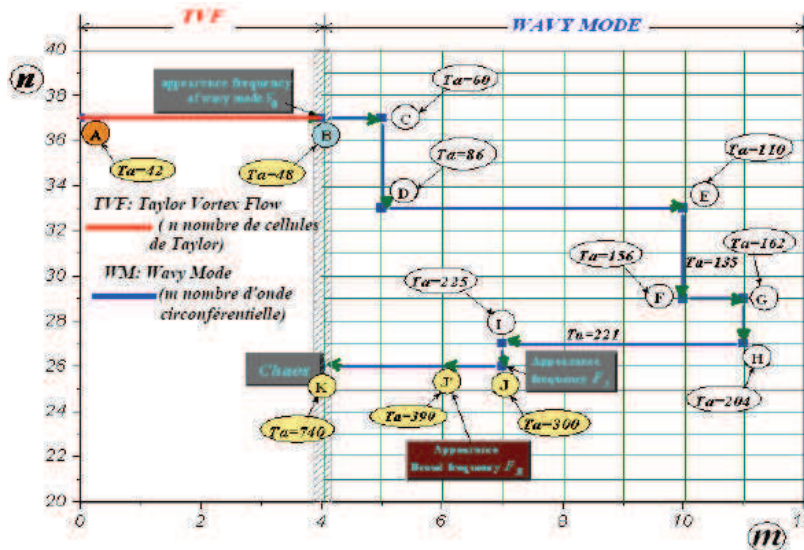 TVF
WAVY MODE
40
38
36
34
32
30
28
26
24
22
20
n
appearance frequency
of wavy mode
A
B
C
Ta=60
Ta=42
Ta=48
D
Ta=86
E
Ta=110
TVF: Taylor Vortex Flow
( n nombre de cellules
de Taylor)
WM: Wavy Mode
(m nombre d'onde
circonférentielle)
Ta=156
Ta=135
Ta=162
F
G
Ta=225
I
Ta=221
H
Ta=204
Chaos
Appearance
frequency
K
J'
J
Ta=740
Ta=390
Ta=300
Appearance
Broad frequency
0
2
4
6
8
10
12
m